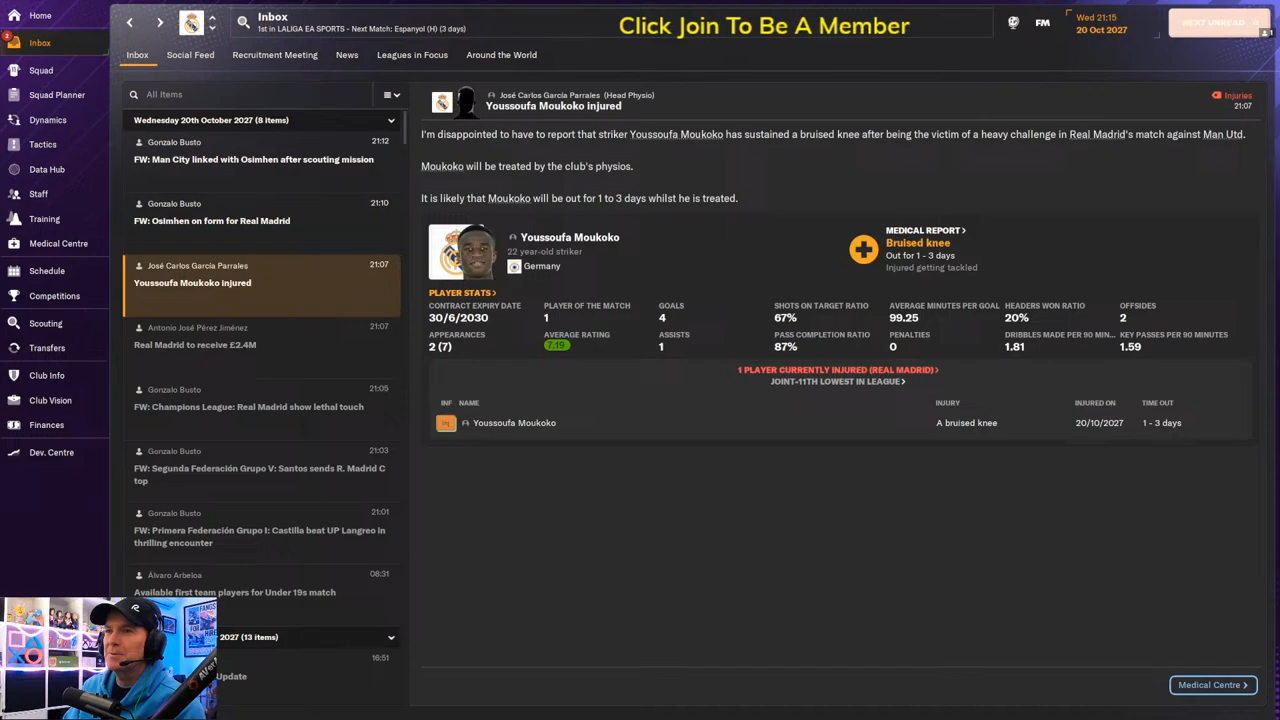 Home
Inbox
1st in LALIGA EA SPORTS - Next Match: Espanyol (H) (3 days)
Click Join To Be A Member
FM
Wed 21:15
20 Oct 2027
NEXT UNREAD
1
2
Inbox
Squad
Squad Planner
Dynamics
Tactics
Data Hub
Staff
Training
Medical Centre
Schedule
Competitions
Scouting
Transfers
Club Info
Club Vision
Finances
Dev. Centre
Inbox
Social Feed
Recruitment Meeting
News
Leagues in Focus
Around the World
All Items
Wednesday 20th October 2027 (8 items)
Gonzalo Busto
21:12
FW: Man City linked with Osimhen after scouting mission
Gonzalo Busto
21:10
FW: Osimhen on form for Real Madrid
José Carlos García Parrales
21:07
Youssoufa Moukoko injured
Antonio José Pérez Jiménez
21:07
Real Madrid to receive £2.4M
Gonzalo Busto
21:05
FW: Champions League: Real Madrid show lethal touch
Gonzalo Busto
21:03
FW: Segunda Federación Grupo V: Santos sends R. Madrid C
top
Gonzalo Busto
21:01
FW: Primera Federación Grupo I: Castilla beat UP Langreo in
thrilling encounter
Álvaro Arbeloa
08:31
Available first team players for Under 19s match
2027 (13 items)
16:51
Update
José Carlos García Parrales (Head Physio)
Youssoufa Moukoko injured
Injuries
21:07
I'm disappointed to have to report that striker Youssoufa Moukoko has sustained a bruised knee after being the victim of a heavy challenge in Real Madrid's match against Man Utd.
Moukoko will be treated by the club's physios.
It is likely that Moukoko will be out for 1 to 3 days whilst he is treated.
Youssoufa Moukoko
22 year-old striker
Germany
MEDICAL REPORT
Bruised knee
Out for 1 - 3 days
Injured getting tackled
PLAYER STATS
CONTRACT EXPIRY DATE
30/6/2030
PLAYER OF THE MATCH
1
GOALS
4
SHOTS ON TARGET RATIO
67%
AVERAGE MINUTES PER GOAL
99.25
HEADERS WON RATIO
20%
OFFSIDES
2
APPEARANCES
2 (7)
AVERAGE RATING
7.19
ASSISTS
1
PASS COMPLETION RATIO
87%
PENALTIES
0
DRIBBLES MADE PER 90 MIN...
1.81
KEY PASSES PER 90 MINUTES
1.59
1 PLAYER CURRENTLY INJURED (REAL MADRID)
JOINT-11TH LOWEST IN LEAGUE
INF NAME
INJURY
INJURED ON
TIME OUT
Inj
Youssoufa Moukoko
A bruised knee
20/10/2027
1 - 3 days
Medical Centre